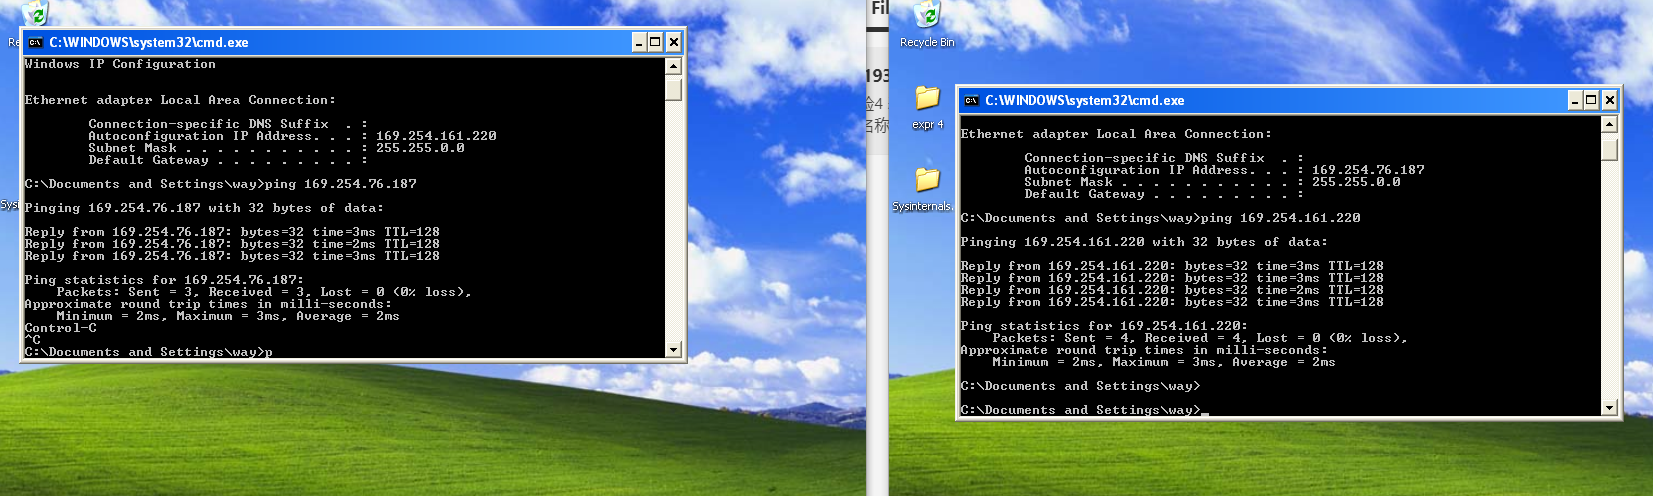 Re
C:\WINDOWS\system32\cmd.exe
Windows IP Configuration
Ethernet adapter Local Area Connection:
Connection-specific DNS Suffix  . :
Autoconfiguration IP Address. . . : 169.254.161.220
Subnet Mask . . . . . . . . . . . : 255.255.0.0
Default Gateway . . . . . . . . . :
C:\Documents and Settings\way>ping 169.254.76.187
Pinging 169.254.76.187 with 32 bytes of data:
Reply from 169.254.76.187: bytes=32 time=3ms TTL=128
Reply from 169.254.76.187: bytes=32 time=2ms TTL=128
Reply from 169.254.76.187: bytes=32 time=3ms TTL=128
Ping statistics for 169.254.76.187:
Packets: Sent = 3, Received = 3, Lost = 0 (0% loss),
Approximate round trip times in milli-seconds:
Minimum = 2ms, Maximum = 3ms, Average = 2ms
Control-C
^C
C:\Documents and Settings\way>p
Sys
Fil
193
验4
名称
Recycle Bin
expr 4
Sysinternals.
C:\WINDOWS\system32\cmd.exe
Ethernet adapter Local Area Connection:
Connection-specific DNS Suffix  . :
Autoconfiguration IP Address. . . : 169.254.76.187
Subnet Mask . . . . . . . . . . . : 255.255.0.0
Default Gateway . . . . . . . . . :
C:\Documents and Settings\way>ping 169.254.161.220
Pinging 169.254.161.220 with 32 bytes of data:
Reply from 169.254.161.220: bytes=32 time=3ms TTL=128
Reply from 169.254.161.220: bytes=32 time=3ms TTL=128
Reply from 169.254.161.220: bytes=32 time=2ms TTL=128
Reply from 169.254.161.220: bytes=32 time=3ms TTL=128
Ping statistics for 169.254.161.220:
Packets: Sent = 4, Received = 4, Lost = 0 (0% loss),
Approximate round trip times in milli-seconds:
Minimum = 2ms, Maximum = 3ms, Average = 2ms
C:\Documents and Settings\way>
C:\Documents and Settings\way>_